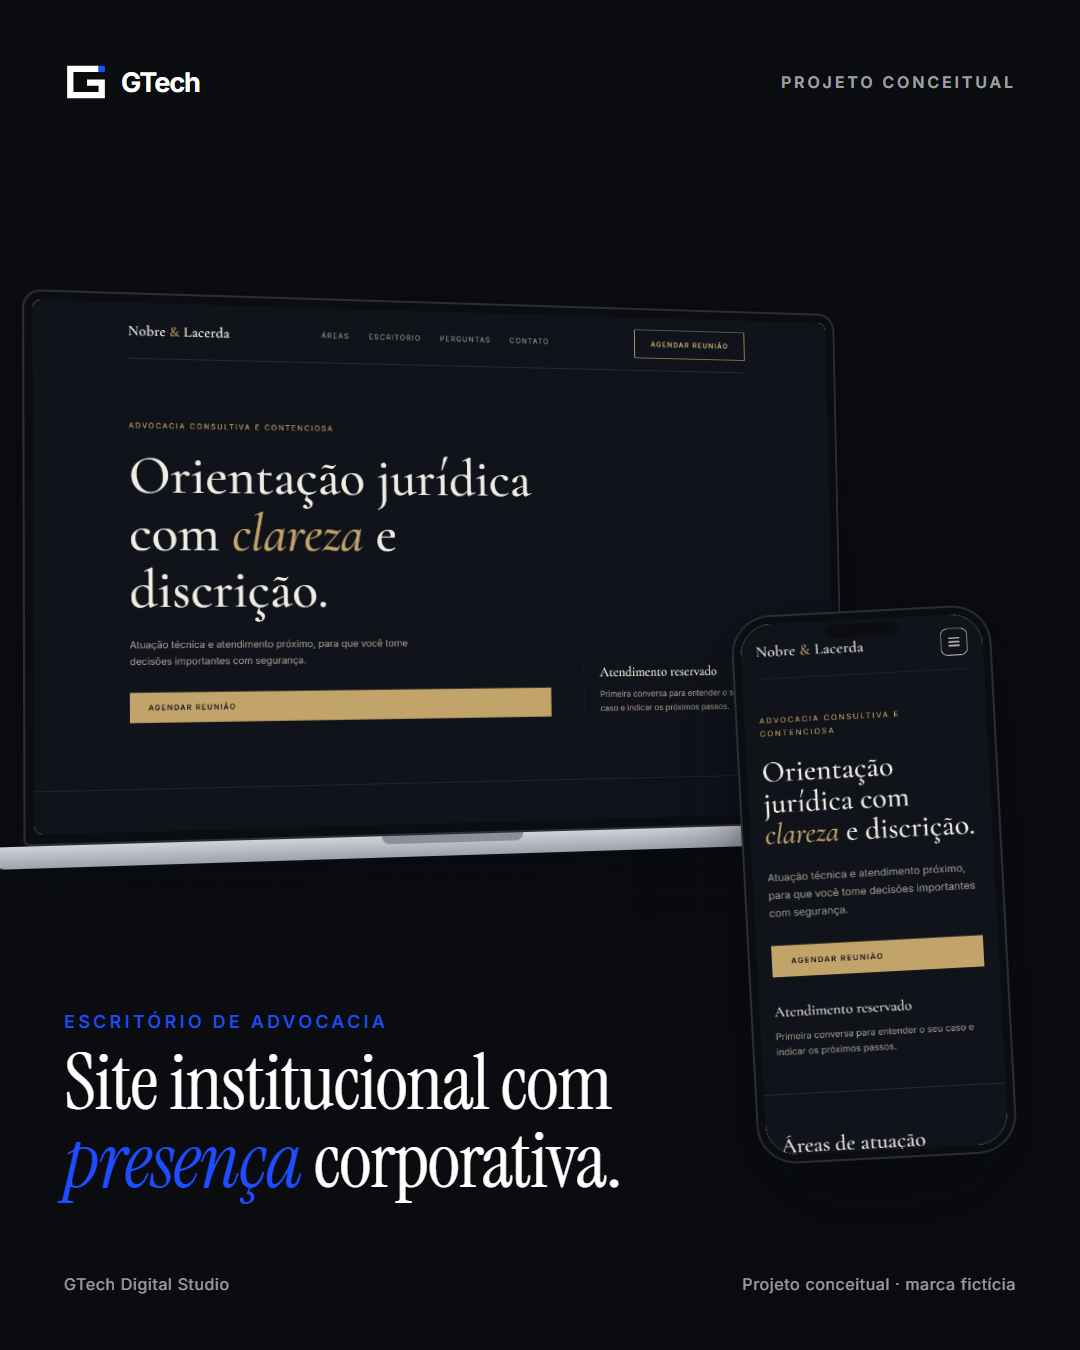 GTech
PROJETO CONCEITUAL
Nobre & Lacerda
ÁREAS
ESCRITÓRIO
PERGUNTAS
CONTATO
AGENDAR REUNIÃO
ADVOCACIA CONSULTIVA E CONTENCIOSA
Orientação jurídica
com clareza e
discrição.
Atuação técnica e atendimento próximo, para que você tome
decisões importantes com segurança.
AGENDAR REUNIÃO
Atendimento reservado
Primeira conversa para entender o s
caso e indicar os próximos passos.
Nobre & Lacerda
ADVOCACIA CONSULTIVA E
CONTENCIOSA
Orientação
jurídica com
clareza e discrição.
Atuação técnica e atendimento próximo,
para que você tome decisões importantes
com segurança.
AGENDAR REUNIÃO
Atendimento reservado
Primeira conversa para entender o seu caso e
indicar os próximos passos.
Áreas de atuação
ESCRITÓRIO DE ADVOCACIA
Site institucional com
presença corporativa.
GTech Digital Studio
Projeto conceitual · marca fictícia